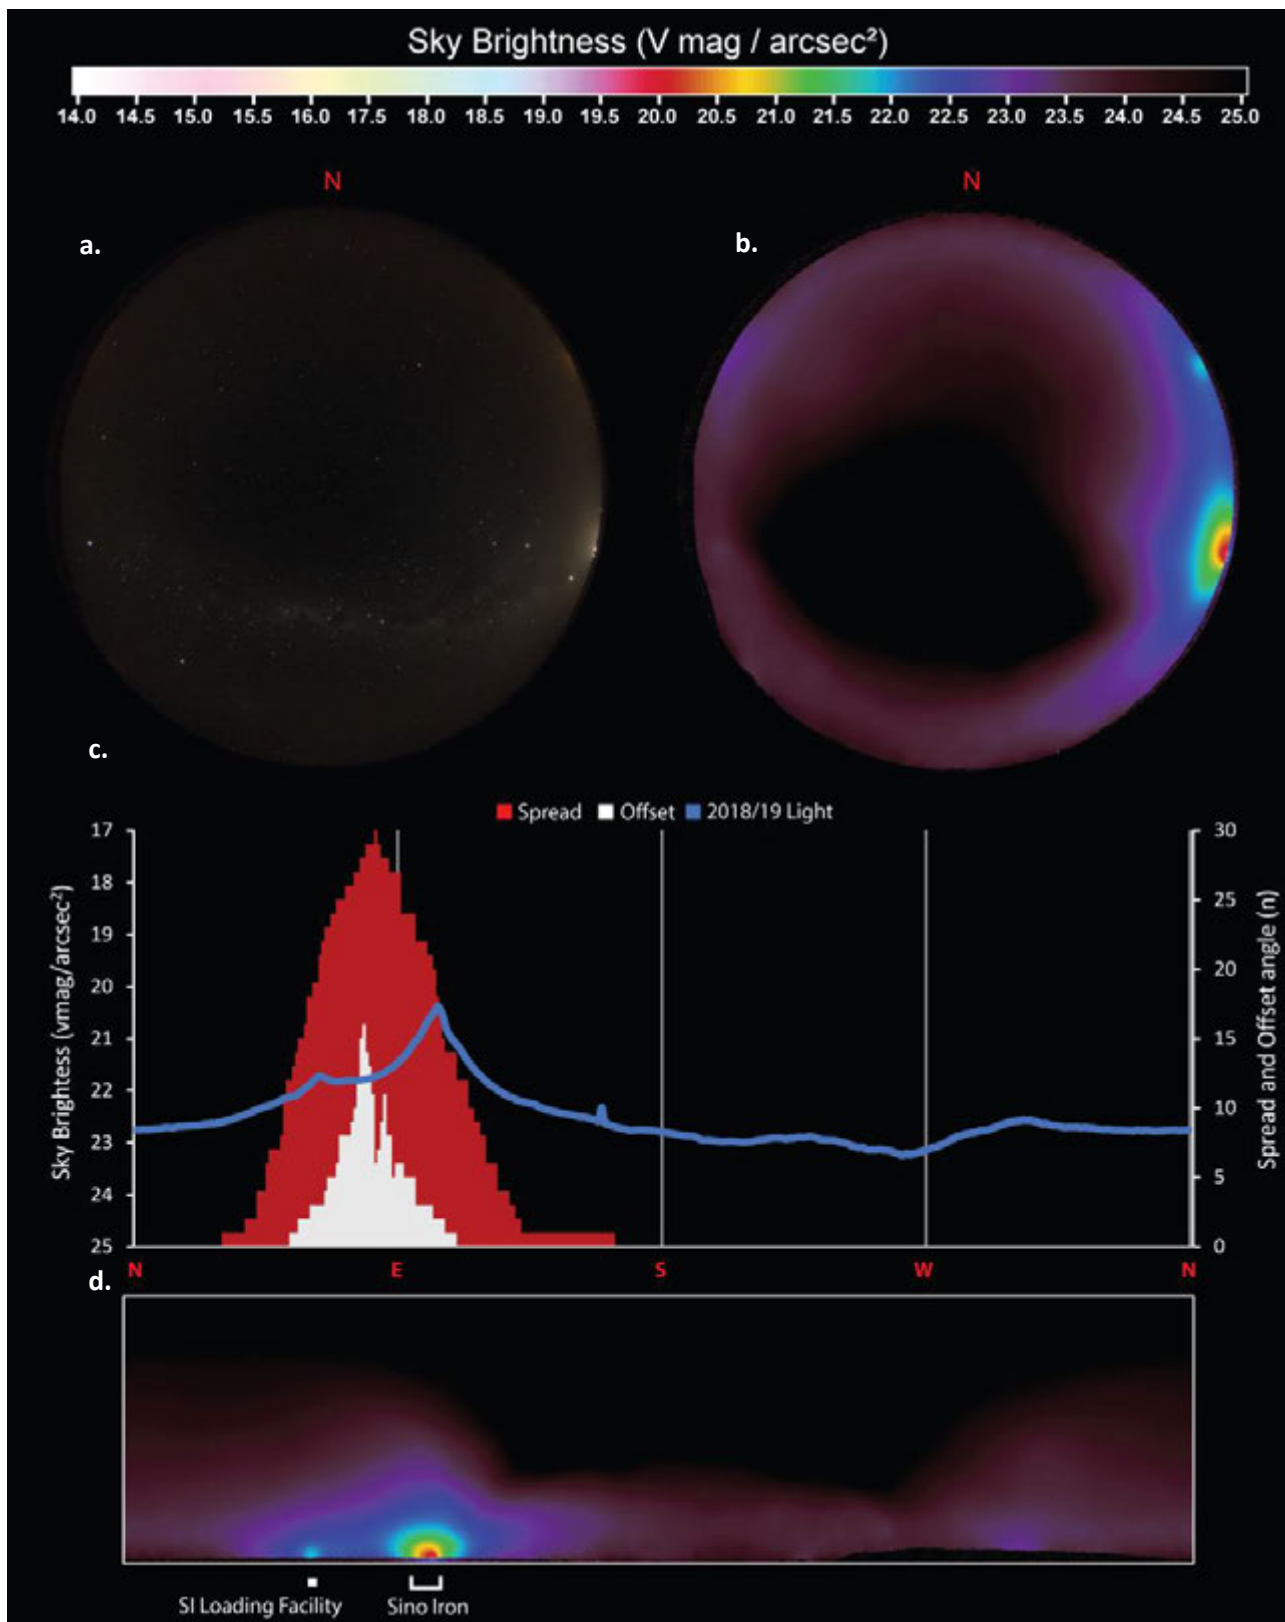 Sky Brightness (V mag / arcsec²)
14.0 14.5 15.0 15.5 16.0 16.5 17.0 17.5 18.0 18.5 19.0 19.5 20.0 20.5 21.0 21.5 22.0 22.5 23.0 23.5 24.0 24.5 25.0
N N
a. b.
c.
Spread Offset 2018/19 Light
Sky Brightess (vmag/arcsec²)
17
18
19
20
21
22
23
24
25
30
25
20
15
10
5
0
Spread and Offset angle (n)
N E S W N
d.
SI Loading Facility Sino Iron